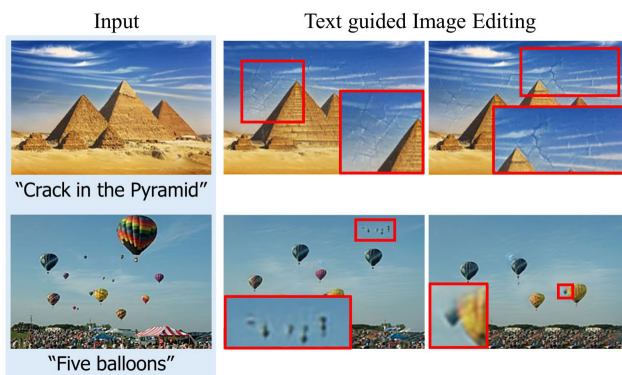 Input
Text guided Image Editing
"Crack in the Pyramid"
"Five balloons"